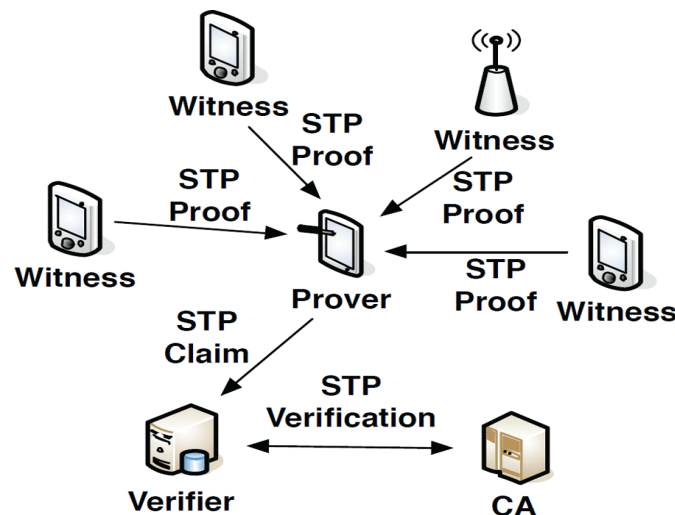 Witness
STP
Proof
Witness
STP
Proof
STP
Proof
Witness
STP
Proof
Witness
Prover
STP
Claim
STP
Verification
Verifier
CA